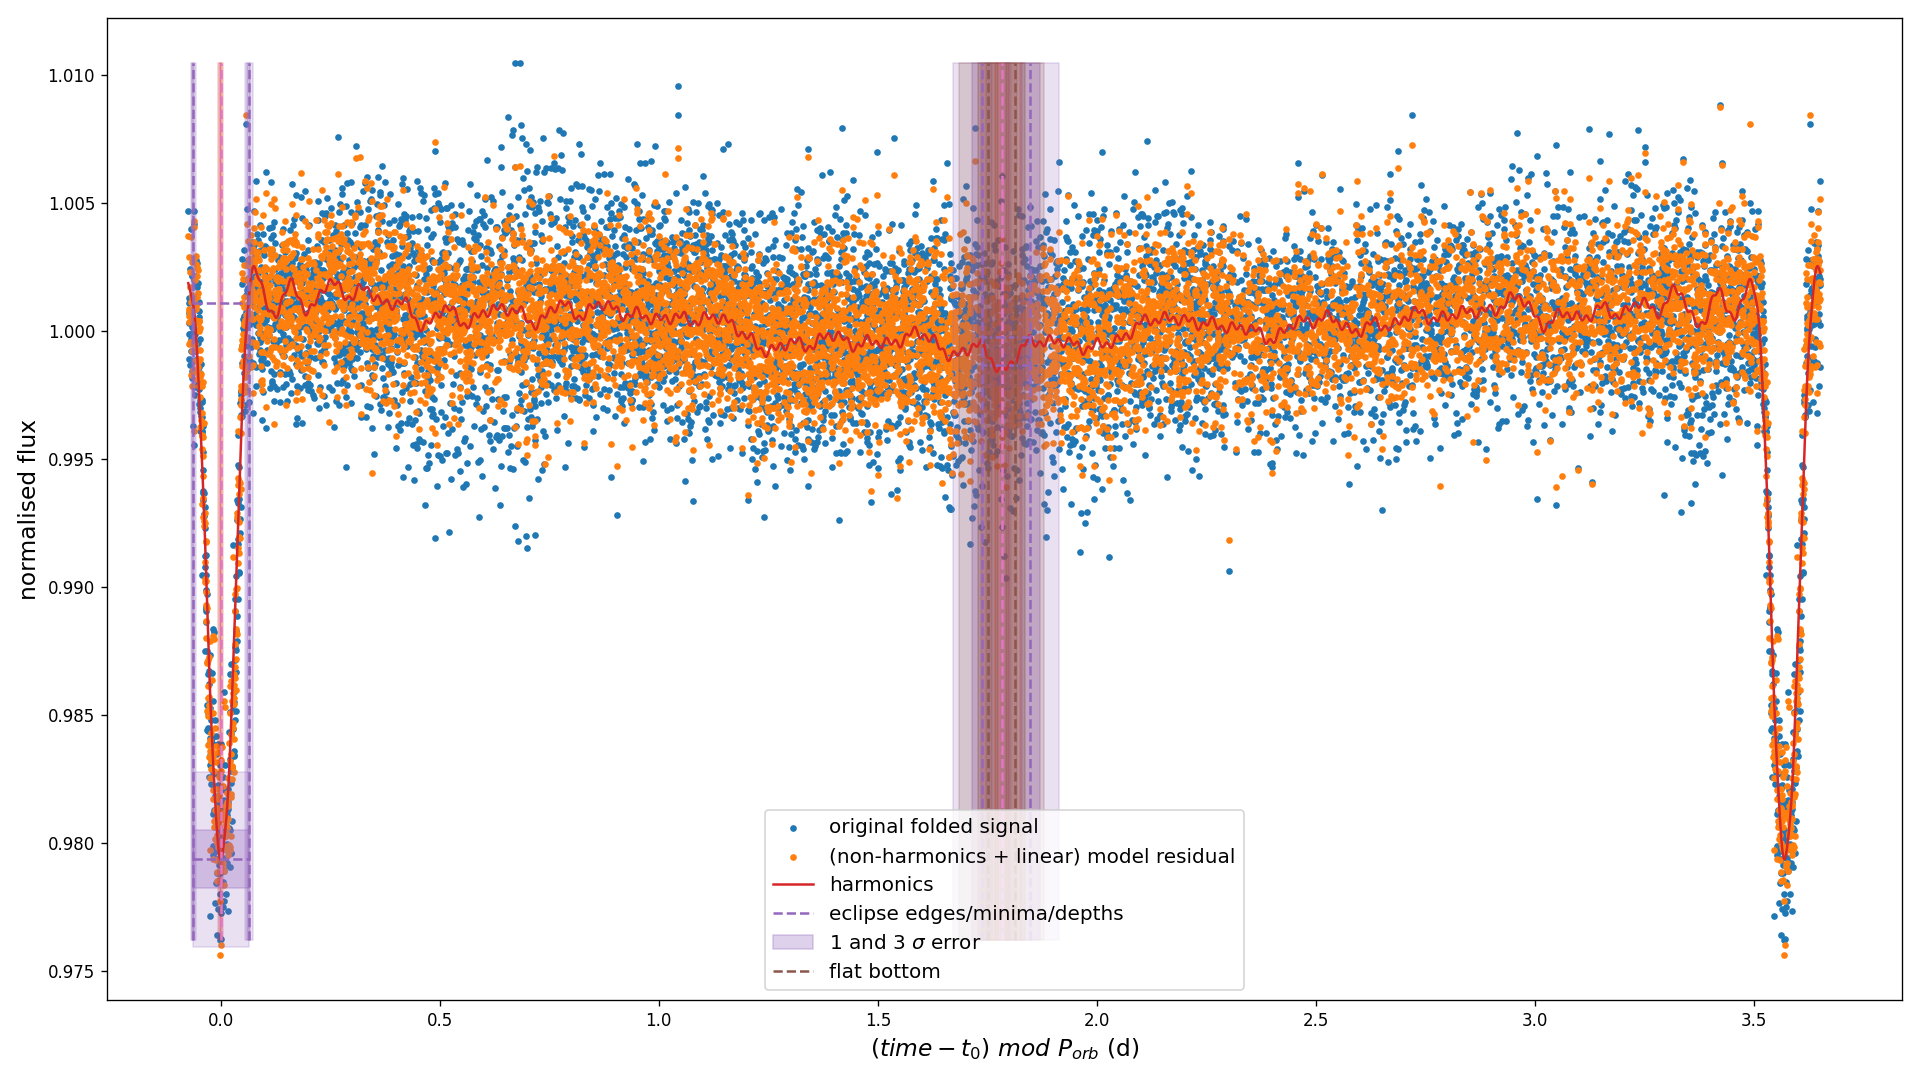 normalised flux
1.010
1.005
1.000
0.995
0.990
0.985
0.980
0.975
original folded signal
(non-harmonics + linear) model residual
harmonics
eclipse edges/minima/depths
1 and 3 σ error
flat bottom
0.0 0.5 1.0 1.5 2.0 2.5 3.0 3.5
(time − t₀) mod Pₒᵣb (d)